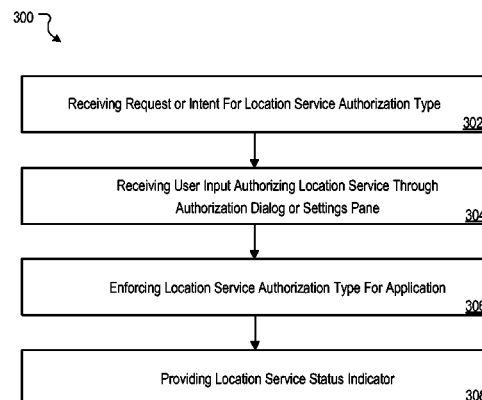 300
Receiving Request or Intent For Location Service Authorization Type
302
Receiving User Input Authorizing Location Service Through
Authorization Dialog or Settings Pane
304
Enforcing Location Service Authorization Type For Application
306
Providing Location Service Status Indicator
308